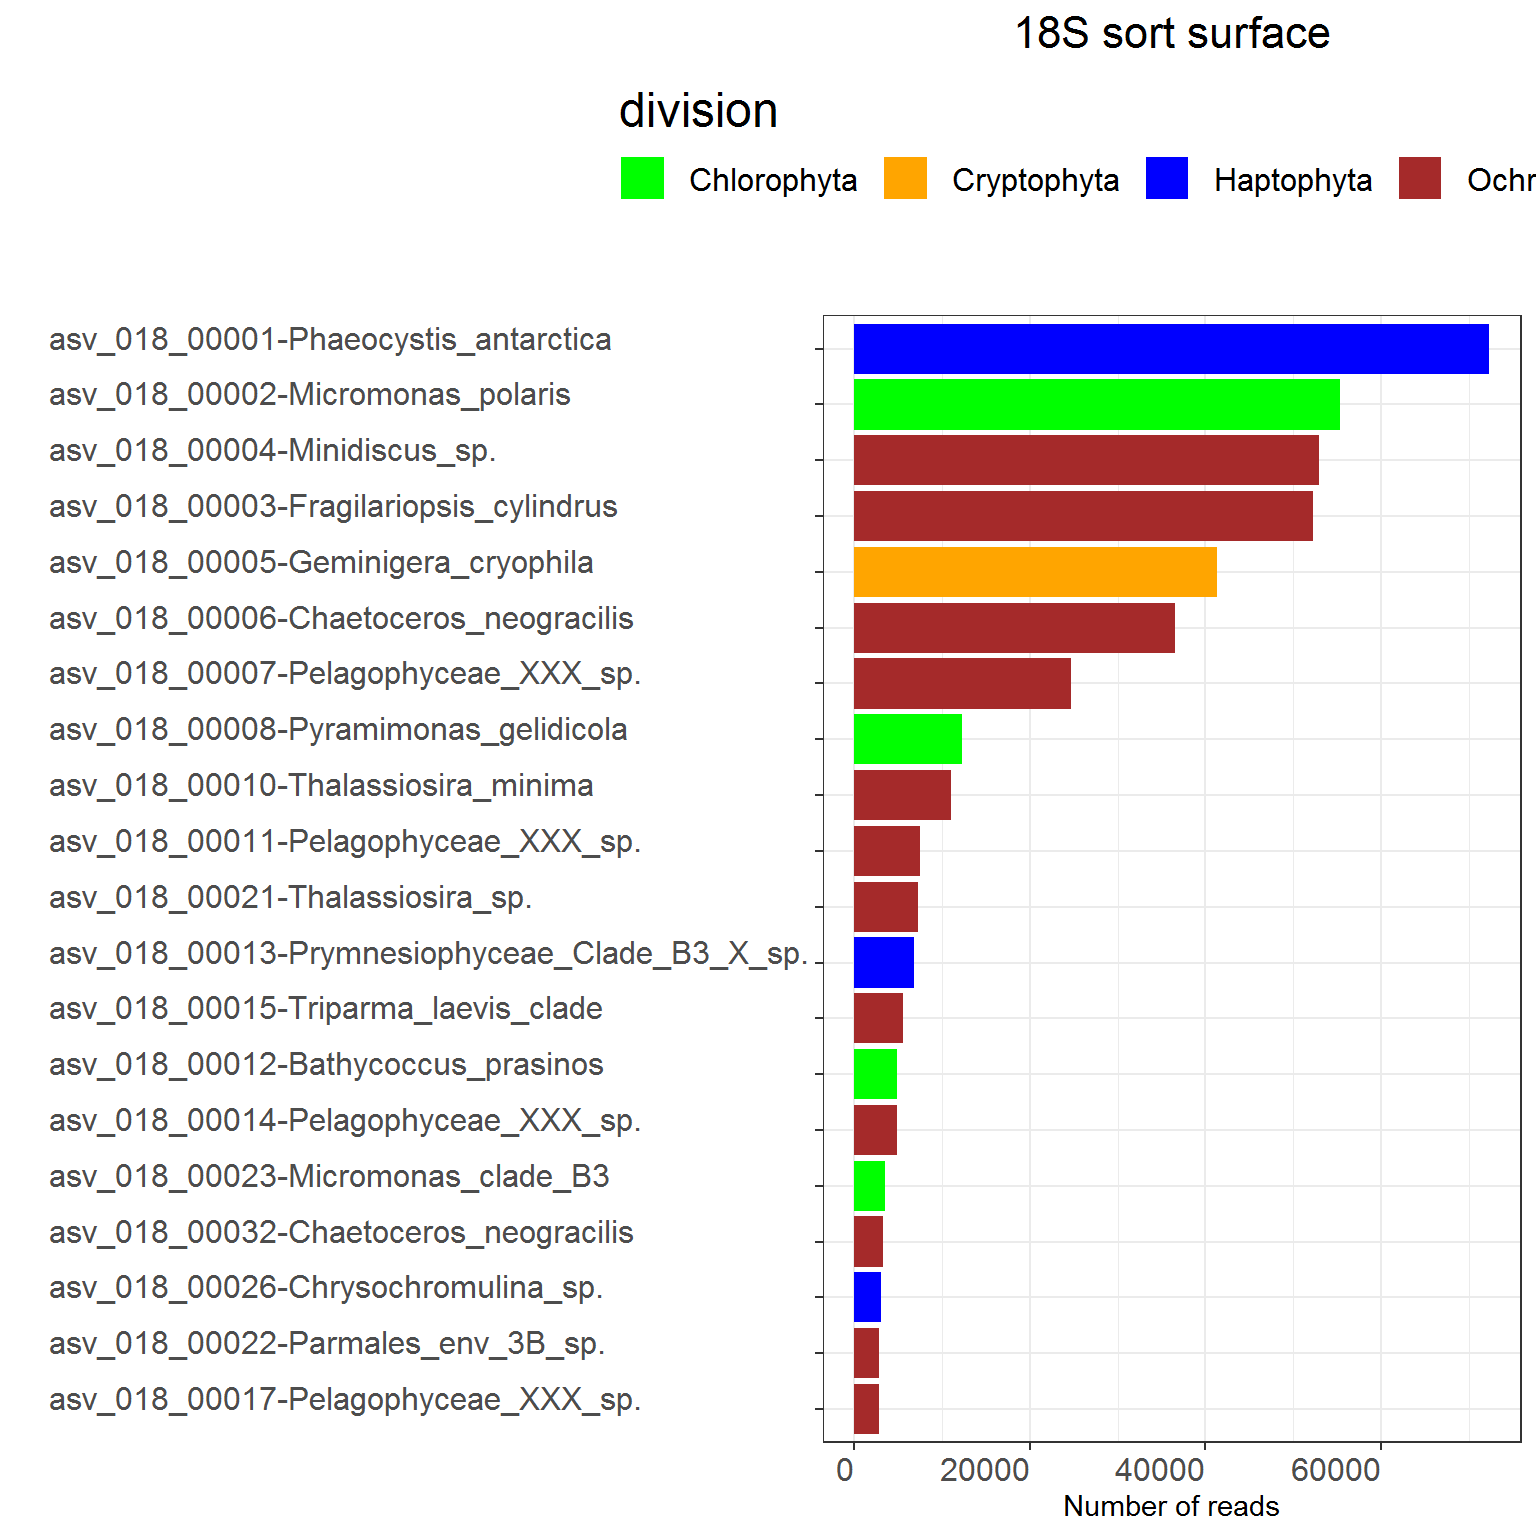 18S sort surface
division
Chlorophyta Cryptophyta Haptophyta Ochr
asv_018_00001-Phaeocystis_antarctica
asv_018_00002-Micromonas_polaris
asv_018_00004-Minidiscus_sp.
asv_018_00003-Fragilariopsis_cylindrus
asv_018_00005-Geminigera_cryophila
asv_018_00006-Chaetoceros_neogracilis
asv_018_00007-Pelagophyceae_XXX_sp.
asv_018_00008-Pyramimonas_gelidicola
asv_018_00010-Thalassiosira_minima
asv_018_00011-Pelagophyceae_XXX_sp.
asv_018_00021-Thalassiosira_sp.
asv_018_00013-Prymnesiophyceae_Clade_B3_X_sp.
asv_018_00015-Triparma_laevis_clade
asv_018_00012-Bathycoccus_prasinos
asv_018_00014-Pelagophyceae_XXX_sp.
asv_018_00023-Micromonas_clade_B3
asv_018_00032-Chaetoceros_neogracilis
asv_018_00026-Chrysochromulina_sp.
asv_018_00022-Parmales_env_3B_sp.
asv_018_00017-Pelagophyceae_XXX_sp.
0 20000 40000 60000
Number of reads